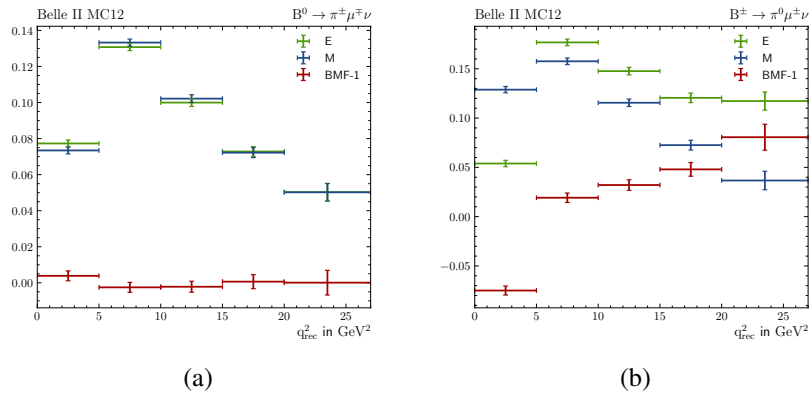 Belle II MC12
B⁰ → π±μ∓ν
E
M
BMF-1
0.14
0.12
0.10
0.08
0.06
0.04
0.02
0.00
0 5 10 15 20 25
q²rec in GeV²
(a)
Belle II MC12
B± → π⁰μ±ν
E
M
BMF-1
0.15
0.10
0.05
0.00
−0.05
0 5 10 15 20 25
q²rec in GeV²
(b)